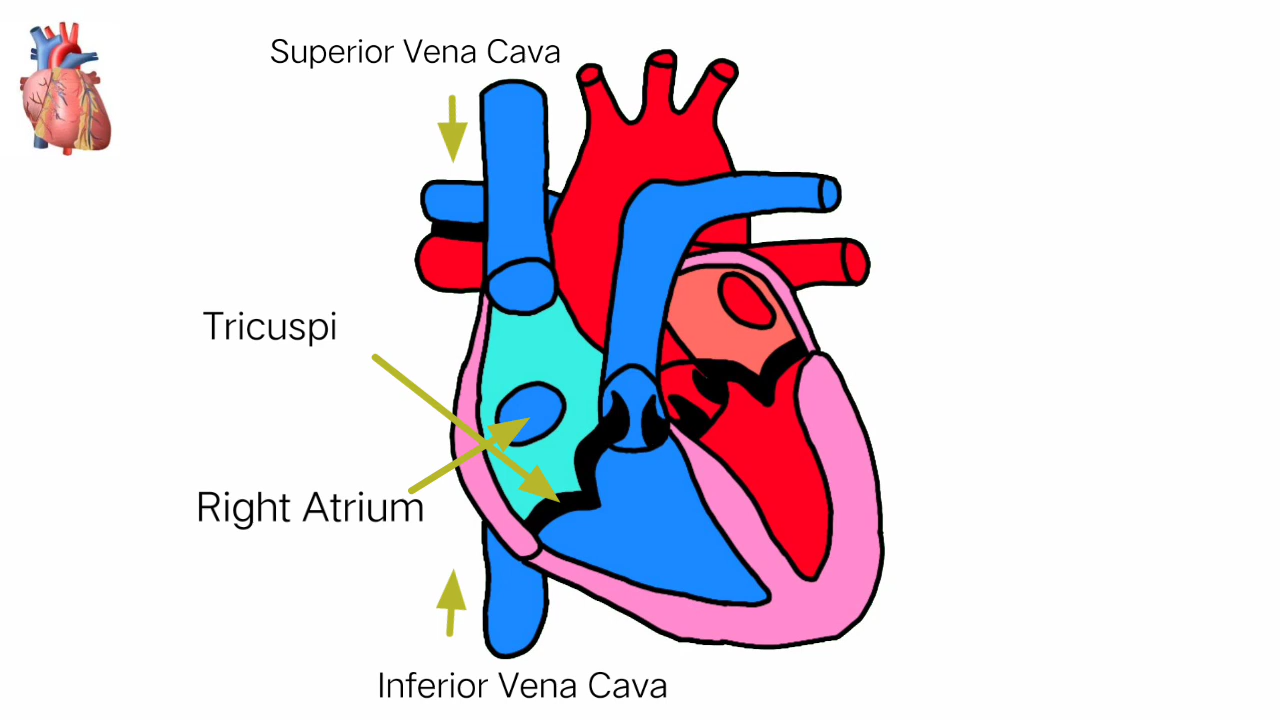 Superior Vena Cava
Tricuspi
Right Atrium
Inferior Vena Cava